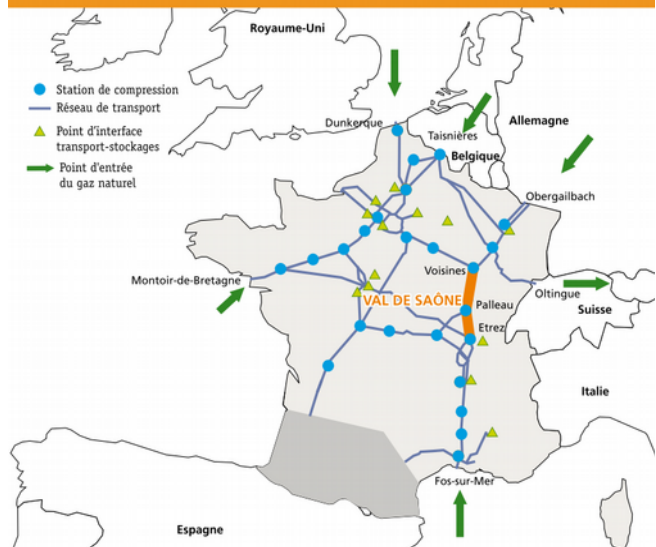 Royaume-Uni
Station de compression
Réseau de transport
Point d'interface
transport-stockages
Point d'entrée
du gaz naturel
Dunkerque
Taisnières
Allemagne
Belgique
Obergailbach
Voisines
Montoir-de-Bretagne
Oltingue
VAL DE SAÔNE
Palleau
Suisse
Etrez
Italie
Fos-sur-Mer
Espagne